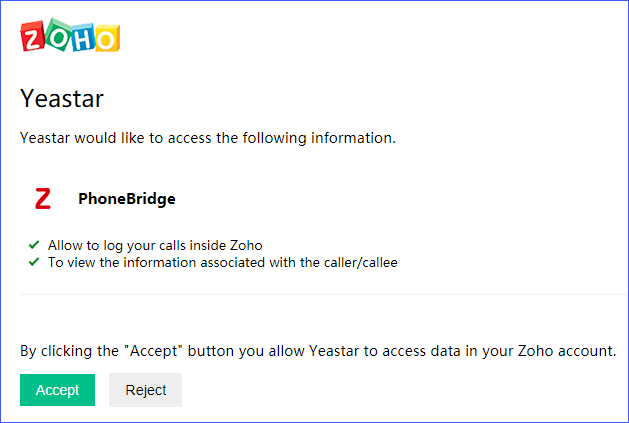 ZOHO
Yeastar
Yeastar would like to access the following information.
Z PhoneBridge
Allow to log your calls inside Zoho
To view the information associated with the caller/callee
By clicking the "Accept" button you allow Yeastar to access data in your Zoho account.
Accept Reject